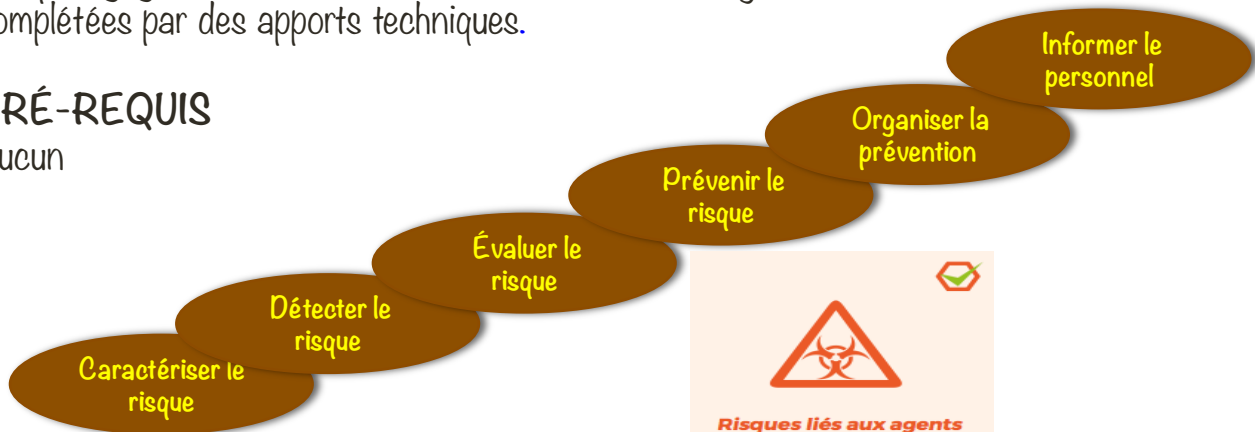 omplétées par des apports techniques.
RÉ-REQUIS
ucun
Informer le
personnel
Organiser la
prévention
Prévenir le
risque
Évaluer le
risque
Détecter le
risque
Caractériser le
risque
Risques liés aux agents